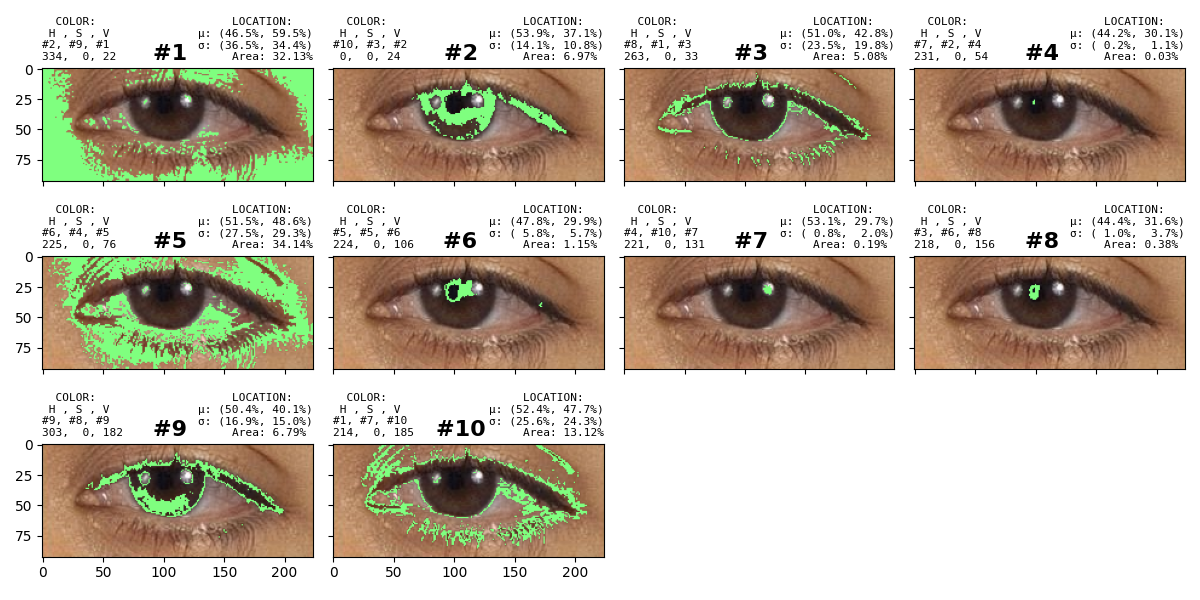 COLOR: LOCATION:
H , S , V μ: (46.5%, 59.5%)
#2, #9, #1 #1 σ: (36.5%, 34.4%)
334, 0, 22 Area: 32.13%
COLOR: LOCATION:
H , S , V μ: (53.9%, 37.1%)
#10, #3, #2 #2 σ: (14.1%, 10.8%)
0, 0, 24 Area: 6.97%
COLOR: LOCATION:
H , S , V μ: (51.0%, 42.8%)
#8, #1, #3 #3 σ: (23.5%, 19.8%)
263, 0, 33 Area: 5.08%
COLOR: LOCATION:
H , S , V μ: (44.2%, 30.1%)
#7, #2, #4 #4 σ: ( 0.2%, 1.1%)
231, 0, 54 Area: 0.03%
0
25
50
75
COLOR: LOCATION:
H , S , V μ: (51.5%, 48.6%)
#6, #4, #5 #5 σ: (27.5%, 29.3%)
225, 0, 76 Area: 34.14%
COLOR: LOCATION:
H , S , V μ: (47.8%, 29.9%)
#5, #5, #6 #6 σ: ( 5.8%, 5.7%)
224, 0, 106 Area: 1.15%
COLOR: LOCATION:
H , S , V μ: (53.1%, 29.7%)
#4, #10, #7 #7 σ: ( 0.8%, 2.0%)
221, 0, 131 Area: 0.19%
COLOR: LOCATION:
H , S , V μ: (44.4%, 31.6%)
#3, #6, #8 #8 σ: ( 1.0%, 3.7%)
218, 0, 156 Area: 0.38%
0
25
50
75
COLOR: LOCATION:
H , S , V μ: (50.4%, 40.1%)
#9, #8, #9 #9 σ: (16.9%, 15.0%)
303, 0, 182 Area: 6.79%
COLOR: LOCATION:
H , S , V μ: (52.4%, 47.7%)
#1, #7, #10 #10 σ: (25.6%, 24.3%)
214, 0, 185 Area: 13.12%
0
25
50
75
0 50 100 150 200
0 50 100 150 200